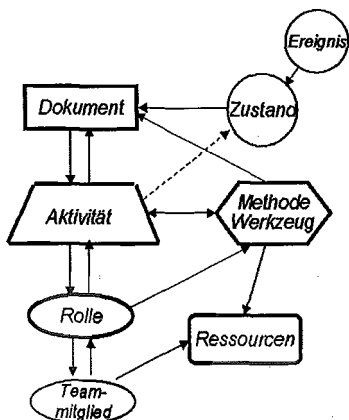 Ereignis
Dokument
Zustand
Aktivität
Methode
Werkzeug
Rolle
Ressourcen
Team-
mitglied